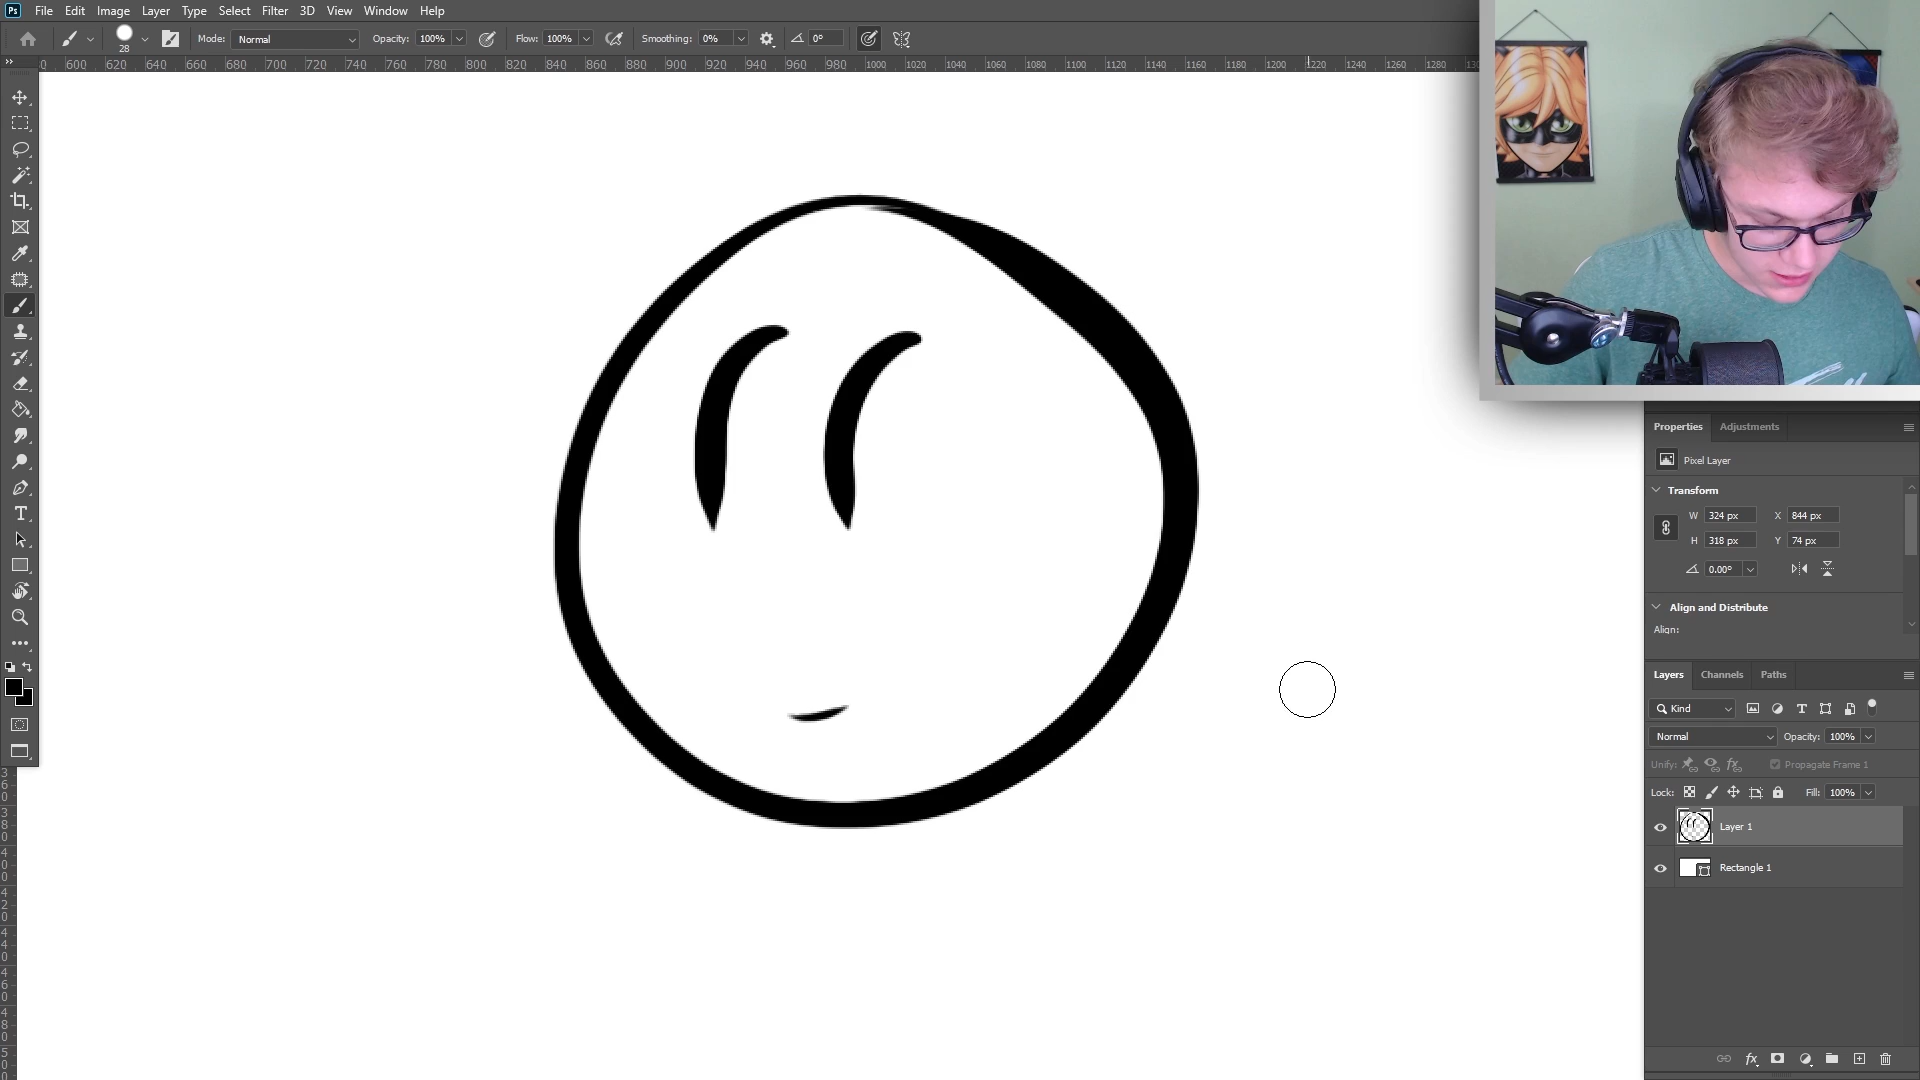 Ps File Edit Image Layer Type Select Filter 3D View Window Help
28 Mode: Normal Opacity: 100% Flow: 100% Smoothing: 0% 0°
0 600 620 640 660 680 700 720 740 760 780 800 820 840 860 880 900 920 940 960 980 1000 1020 1040 1060 1080 1100 1120 1140 1160 1180 1200 1220 1240 1260 1280
Properties Adjustments
Pixel Layer
Transform
W 324 px X 844 px
H 318 px Y 74 px
0.00°
Align and Distribute
Align:
Layers Channels Paths
Kind
Normal Opacity: 100%
Unify: Propagate Frame 1
Lock: Fill: 100%
Layer 1
Rectangle 1
fx